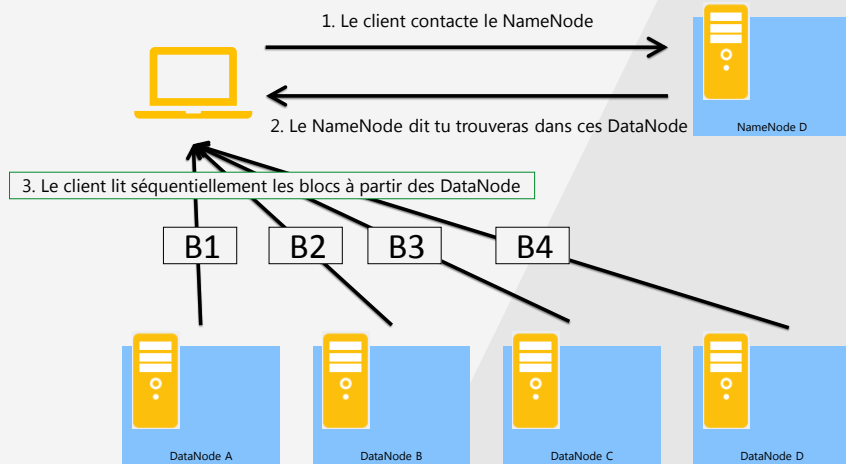 1. Le client contacte le NameNode
2. Le NameNode dit tu trouveras dans ces DataNode
NameNode D
3. Le client lit séquentiellement les blocs à partir des DataNode
B1
B2
B3
B4
DataNode A
DataNode B
DataNode C
DataNode D